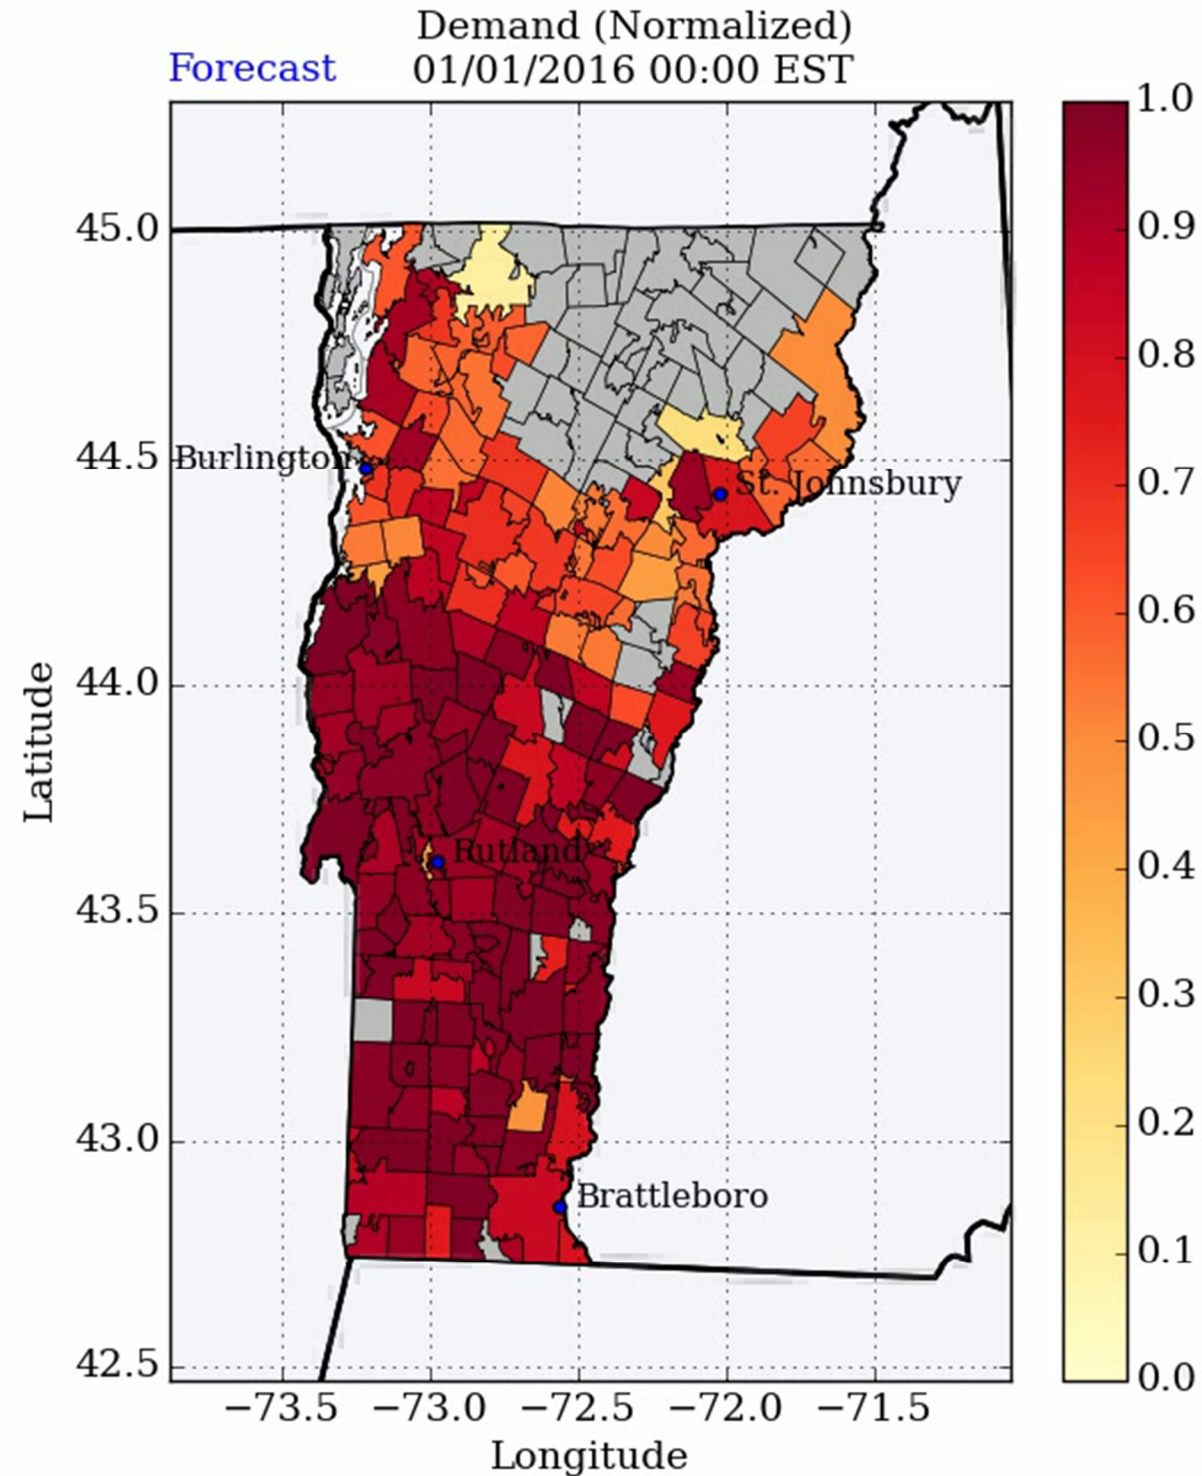 Demand (Normalized)
Forecast 01/01/2016 00:00 EST
1.0
0.9
0.8
0.7
0.6
0.5
0.4
0.3
0.2
0.1
0.0
45.0
44.5
44.0
43.5
43.0
42.5
Latitude
Burlington
St. Johnsbury
Rutland
Brattleboro
−73.5 −73.0 −72.5 −72.0 −71.5
Longitude